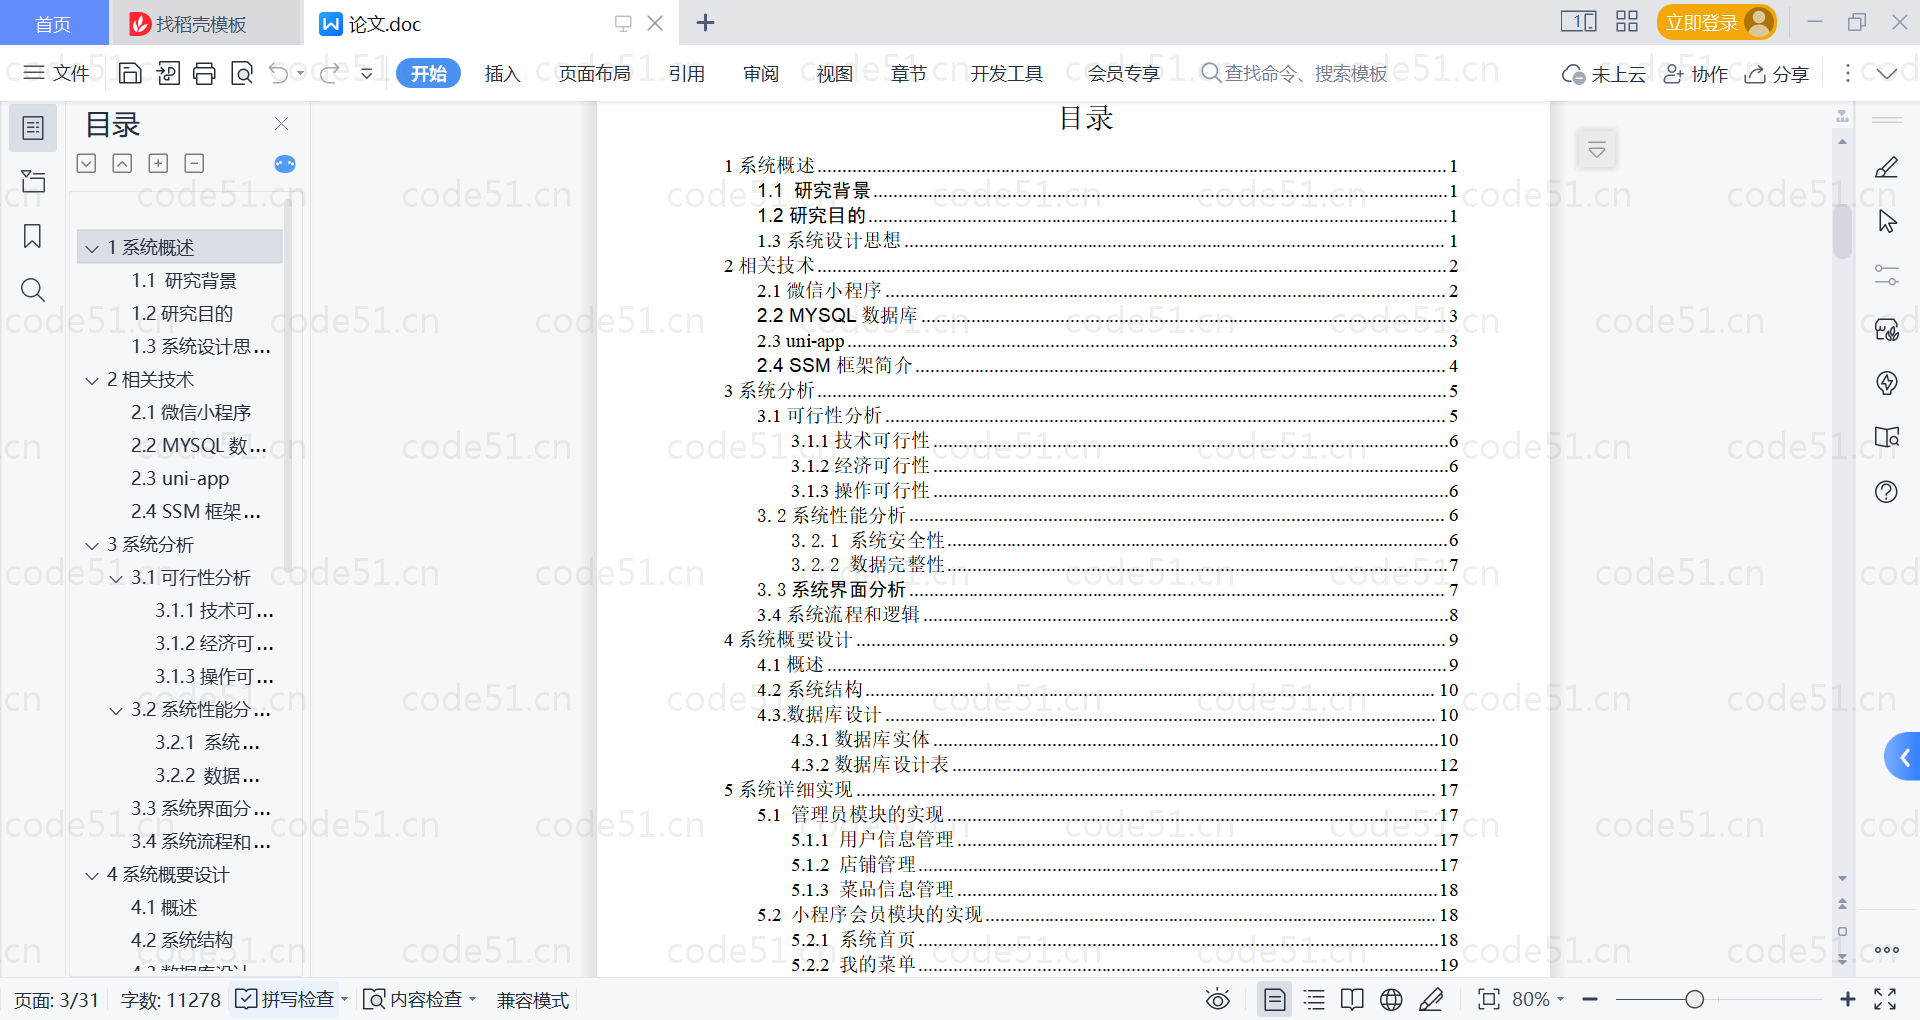 首页
找稻壳模板
论文.doc
立即登录
文件
开始
插入
页面布局
引用
审阅
视图
章节
开发工具
会员专享
查找命令、搜索模板
未上云
协作
分享
目录
1 系统概述
1.1 研究背景
1.2 研究目的
1.3 系统设计思...
2 相关技术
2.1 微信小程序
2.2 MYSQL 数...
2.3 uni-app
2.4 SSM 框架...
3 系统分析
3.1 可行性分析
3.1.1 技术可...
3.1.2 经济可...
3.1.3 操作可...
3.2 系统性能分...
3.2.1 系统...
3.2.2 数据...
3.3 系统界面分...
3.4 系统流程和...
4 系统概要设计
4.1 概述
4.2 系统结构
4.3 数据库设计
目录
1 系统概述 1
1.1 研究背景 1
1.2 研究目的 1
1.3 系统设计思想 1
2 相关技术 2
2.1 微信小程序 2
2.2 MYSQL 数据库 3
2.3 uni-app 3
2.4 SSM 框架简介 4
3 系统分析 5
3.1 可行性分析 5
3.1.1 技术可行性 6
3.1.2 经济可行性 6
3.1.3 操作可行性 6
3.2 系统性能分析 6
3.2.1 系统安全性 6
3.2.2 数据完整性 7
3.3 系统界面分析 7
3.4 系统流程和逻辑 8
4 系统概要设计 9
4.1 概述 9
4.2 系统结构 10
4.3.数据库设计 10
4.3.1 数据库实体 10
4.3.2 数据库设计表 12
5 系统详细实现 17
5.1 管理员模块的实现 17
5.1.1 用户信息管理 17
5.1.2 店铺管理 17
5.1.3 菜品信息管理 18
5.2 小程序会员模块的实现 18
5.2.1 系统首页 18
5.2.2 我的菜单 19
页面: 3/31
字数: 11278
拼写检查
内容检查
兼容模式
80%
code51.cn